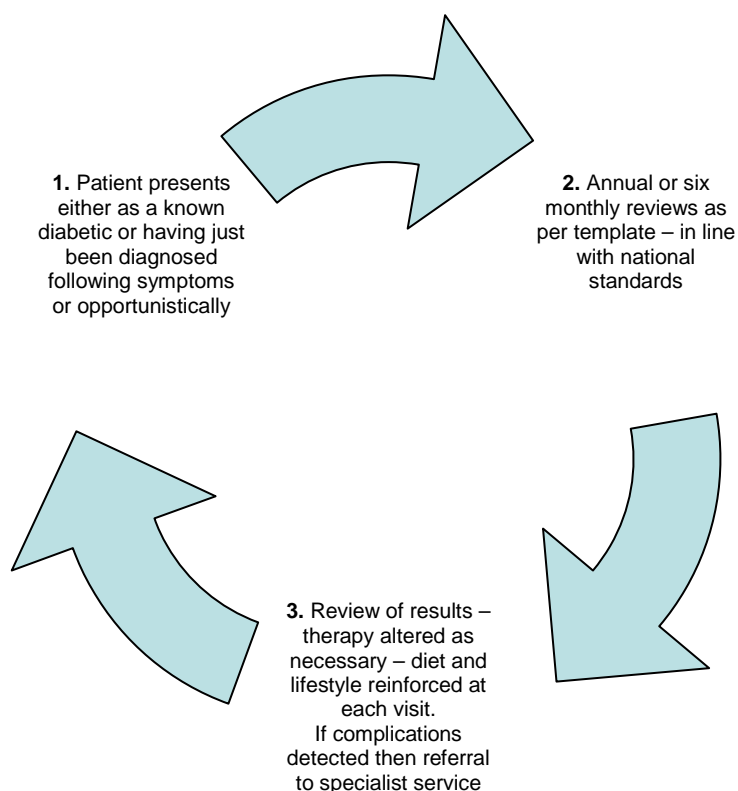 1. Patient presents
either as a known
diabetic or having just
been diagnosed
following symptoms
or opportunistically
2. Annual or six
monthly reviews as
per template – in line
with national
standards
3. Review of results –
therapy altered as
necessary – diet and
lifestyle reinforced at
each visit.
If complications
detected then referral
to specialist service